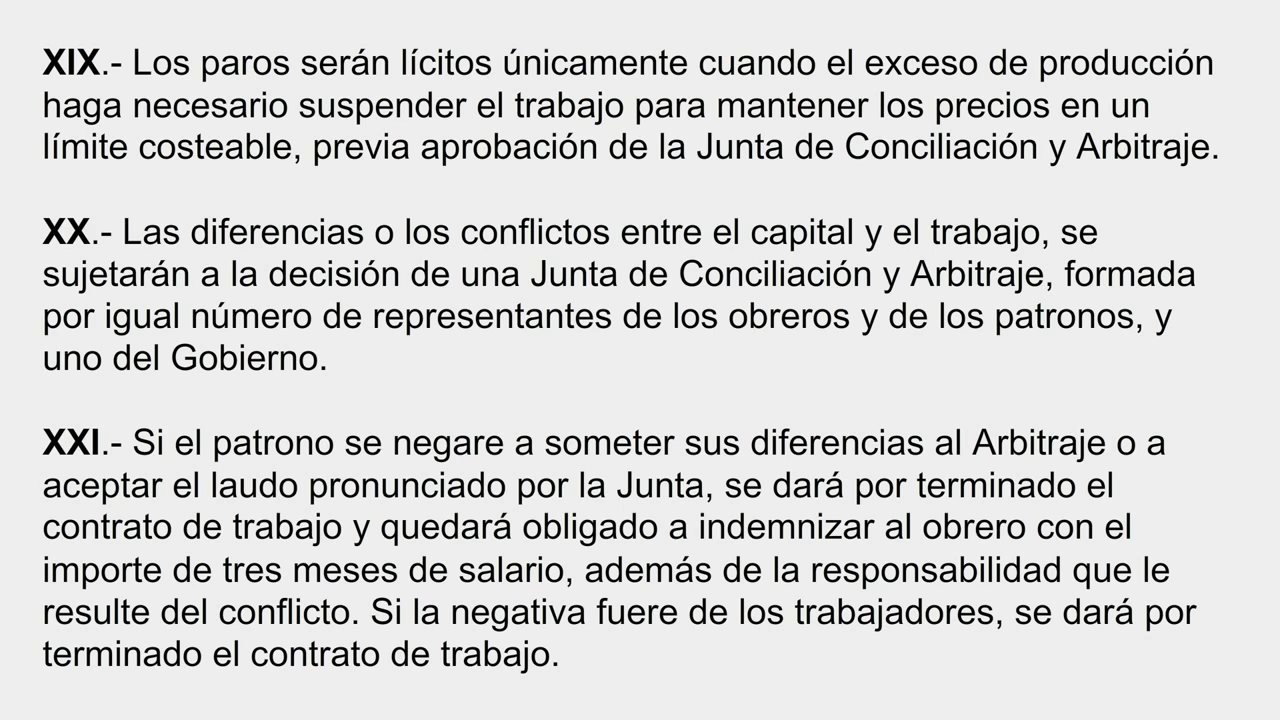 XIX.- Los paros serán lícitos únicamente cuando el exceso de producción
haga necesario suspender el trabajo para mantener los precios en un
límite costeable, previa aprobación de la Junta de Conciliación y Arbitraje.
XX.- Las diferencias o los conflictos entre el capital y el trabajo, se
sujetarán a la decisión de una Junta de Conciliación y Arbitraje, formada
por igual número de representantes de los obreros y de los patronos, y
uno del Gobierno.
XXI.- Si el patrono se negare a someter sus diferencias al Arbitraje o a
aceptar el laudo pronunciado por la Junta, se dará por terminado el
contrato de trabajo y quedará obligado a indemnizar al obrero con el
importe de tres meses de salario, además de la responsabilidad que le
resulte del conflicto. Si la negativa fuere de los trabajadores, se dará por
terminado el contrato de trabajo.